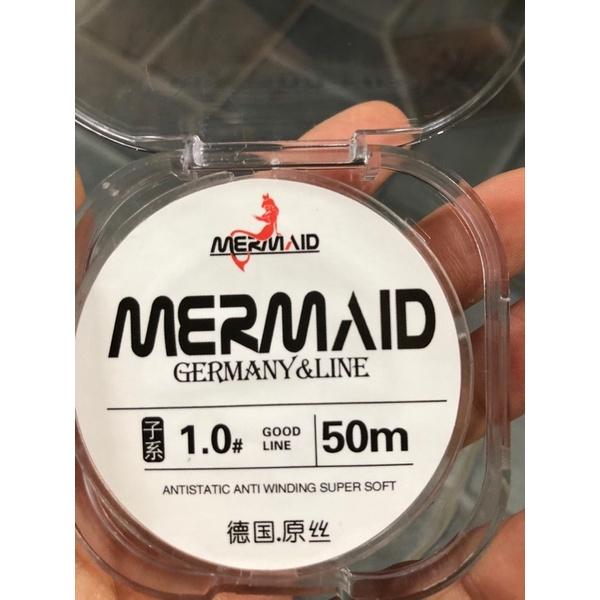 MERMAID
MERMAID
GERMANY&LINE
子系 1.0# GOOD LINE 50m
ANTISTATIC ANTI WINDING SUPER SOFT
德国.原丝